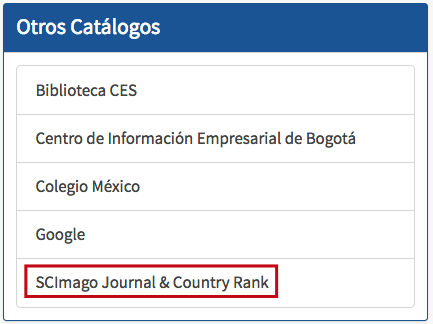 Otros Catálogos
Biblioteca CES
Centro de Información Empresarial de Bogotá
Colegio México
Google
SCImago Journal & Country Rank